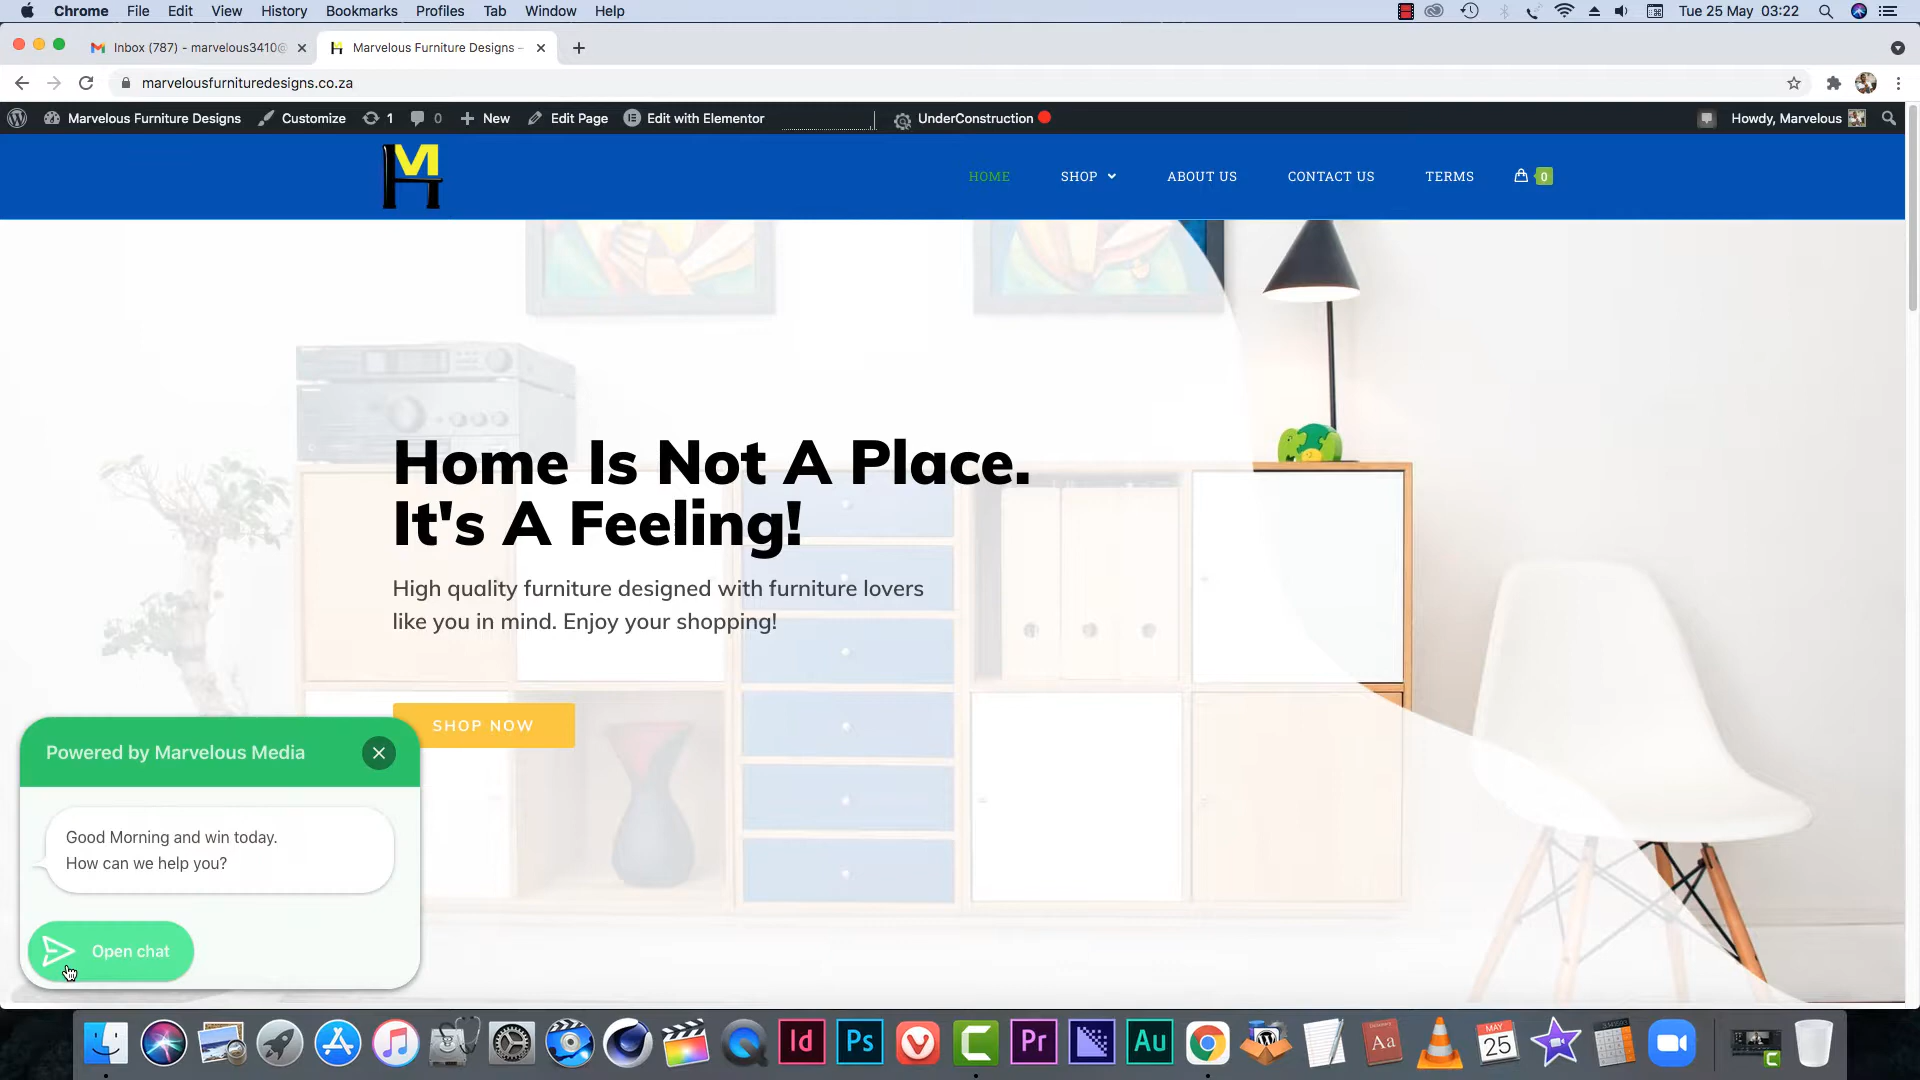 Chrome File Edit View History Bookmarks Profiles Tab Window Help Tue 25 May 03:22
Inbox (787) - marvelous3410@ Marvelous Furniture Designs –
marvelousfurnituredesigns.co.za
Marvelous Furniture Designs Customize 1 0 New Edit Page Edit with Elementor UnderConstruction Howdy, Marvelous
HOME SHOP ABOUT US CONTACT US TERMS 0
Home Is Not A Place.
It's A Feeling!
High quality furniture designed with furniture lovers
like you in mind. Enjoy your shopping!
SHOP NOW
Powered by Marvelous Media
Good Morning and win today.
How can we help you?
Open chat
Id Ps Pr Au Aa MAY 25